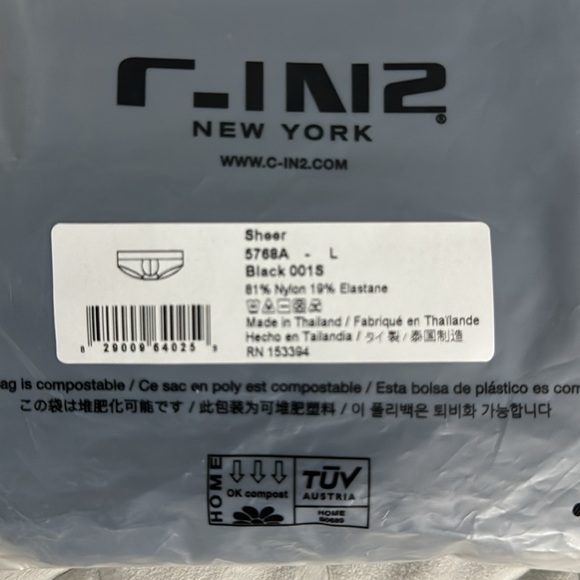 C-IN2®
NEW YORK
WWW.C-IN2.COM
Sheer
5768A - L
Black 001S
81% Nylon 19% Elastane
Made in Thailand / Fabriqué en Thaïlande
Hecho en Tailandia / タイ製 / 泰国制造
RN 153394
8 29009 64025 9
ag is compostable / Ce sac en poly est compostable / Esta bolsa de plástico es com
この袋は堆肥化可能です / 此包装为可堆肥塑料 / 이 폴리백은 퇴비화 가능합니다
HOME
OK compost
TÜV
AUSTRIA
HOME